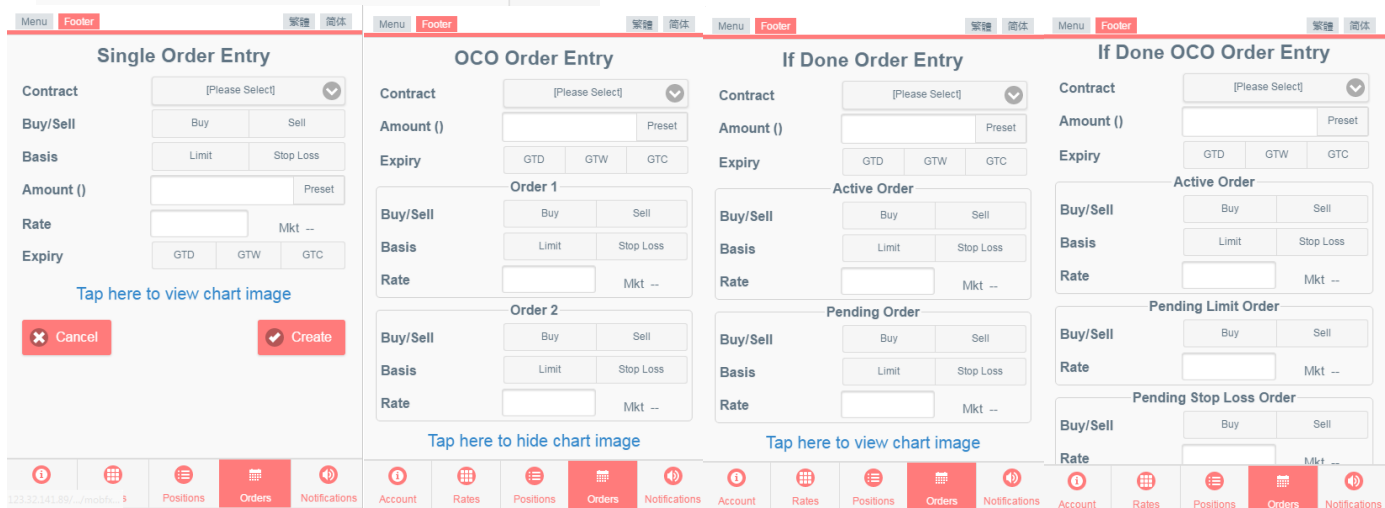 Menu Footer 繁體 简体
Single Order Entry
Contract [Please Select]
Buy/Sell Buy Sell
Basis Limit Stop Loss
Amount () Preset
Rate Mkt --
Expiry GTD GTW GTC
Tap here to view chart image
Cancel Create
Positions Orders Notifications
Menu Footer 繁體 简体
OCO Order Entry
Contract [Please Select]
Amount () Preset
Expiry GTD GTW GTC
Order 1
Buy/Sell Buy Sell
Basis Limit Stop Loss
Rate Mkt --
Order 2
Buy/Sell Buy Sell
Basis Limit Stop Loss
Rate Mkt --
Tap here to hide chart image
Account Rates Positions Orders Notifications
Menu Footer 繁體 简体
If Done Order Entry
Contract [Please Select]
Amount () Preset
Expiry GTD GTW GTC
Active Order
Buy/Sell Buy Sell
Basis Limit Stop Loss
Rate Mkt --
Pending Order
Buy/Sell Buy Sell
Basis Limit Stop Loss
Rate Mkt --
Tap here to view chart image
Account Rates Positions Orders Notifications
Menu Footer 繁體 简体
If Done OCO Order Entry
Contract [Please Select]
Amount () Preset
Expiry GTD GTW GTC
Active Order
Buy/Sell Buy Sell
Basis Limit Stop Loss
Rate Mkt --
Pending Limit Order
Buy/Sell Buy Sell
Rate Mkt --
Pending Stop Loss Order
Buy/Sell Buy Sell
Rate Mkt --
Account Rates Positions Orders Notifications